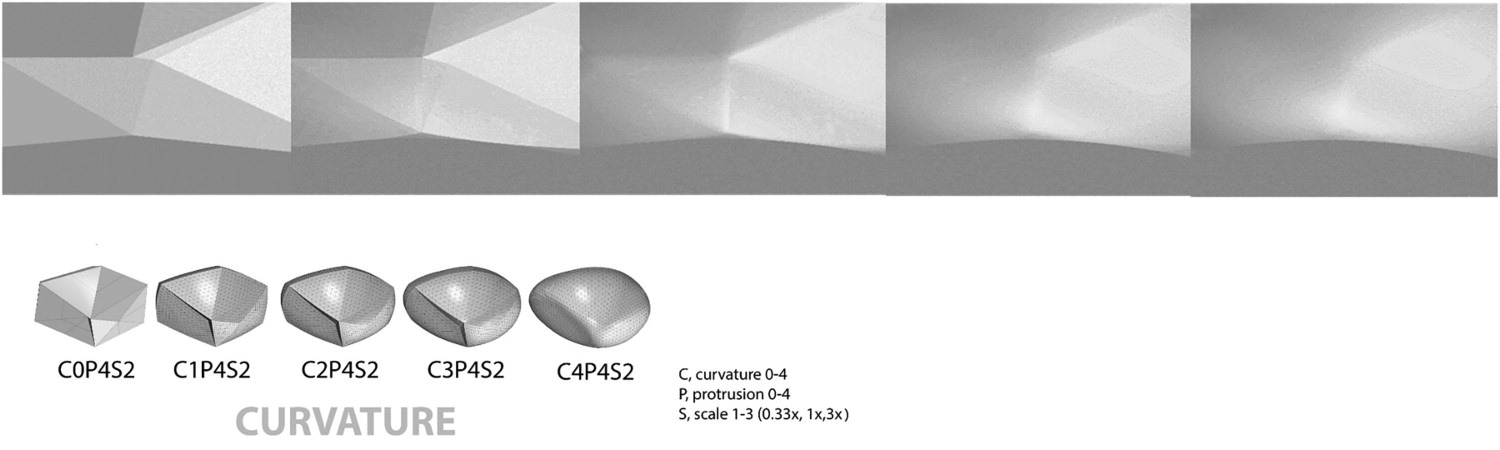 C0P4S2 C1P4S2 C2P4S2 C3P4S2 C4P4S2
CURVATURE
C, curvature 0-4
P, protrusion 0-4
S, scale 1-3 (0.33x, 1x,3x)